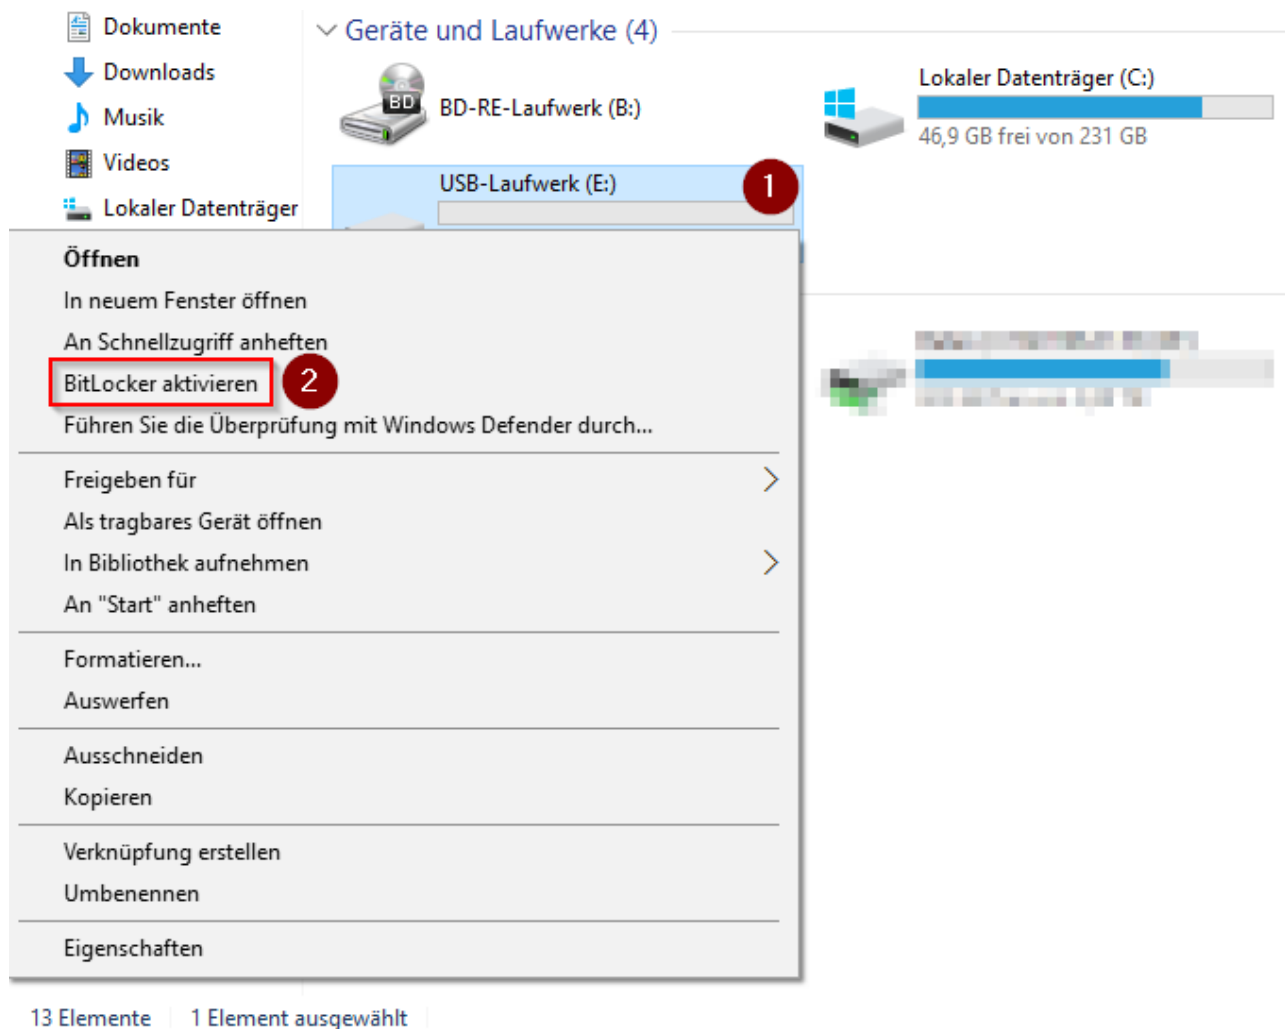 Dokumente
Downloads
Musik
Videos
Lokaler Datenträger
Geräte und Laufwerke (4)
BD
BD-RE-Laufwerk (B:)
Lokaler Datenträger (C:)
46,9 GB frei von 231 GB
USB-Laufwerk (E:)
1
Öffnen
In neuem Fenster öffnen
An Schnellzugriff anheften
BitLocker aktivieren
2
Führen Sie die Überprüfung mit Windows Defender durch...
Freigeben für
Als tragbares Gerät öffnen
In Bibliothek aufnehmen
An "Start" anheften
Formatieren...
Auswerfen
Ausschneiden
Kopieren
Verknüpfung erstellen
Umbenennen
Eigenschaften
13 Elemente
1 Element ausgewählt